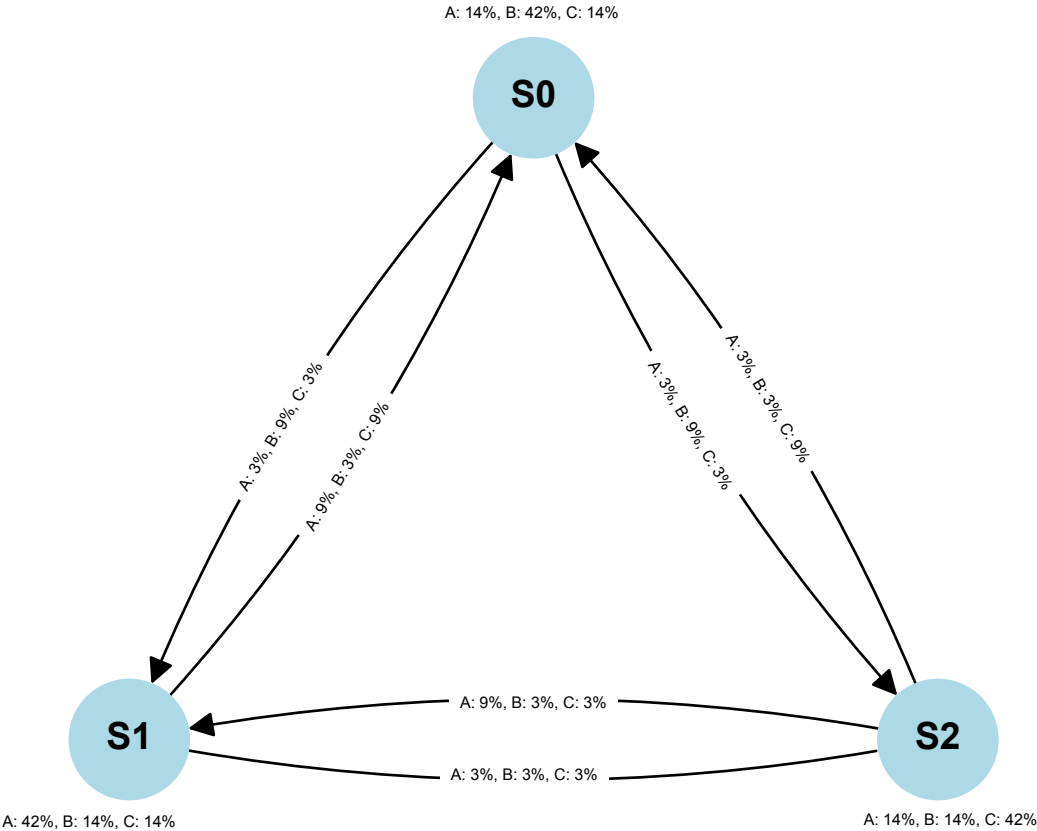 A: 14%, B: 42%, C: 14%
S0
A: 3%, B: 9%, C: 3%
A: 9%, B: 3%, C: 9%
A: 3%, B: 9%, C: 3%
A: 3%, B: 3%, C: 9%
S1
A: 9%, B: 3%, C: 3%
A: 3%, B: 3%, C: 3%
S2
A: 42%, B: 14%, C: 14%
A: 14%, B: 14%, C: 42%